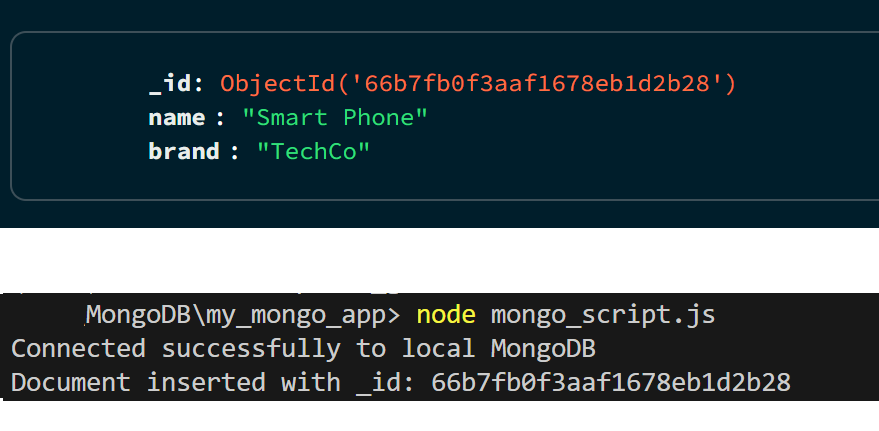 _id: ObjectId('66b7fb0f3aaf1678eb1d2b28')
name : "Smart Phone"
brand : "TechCo"
MongoDB\my_mongo_app> node mongo_script.js
Connected successfully to local MongoDB
Document inserted with _id: 66b7fb0f3aaf1678eb1d2b28